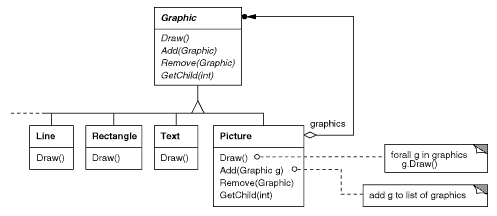 Graphic
Draw()
Add(Graphic)
Remove(Graphic)
GetChild(int)
graphics
Line
Draw()
Rectangle
Draw()
Text
Draw()
Picture
Draw()
Add(Graphic g)
Remove(Graphic)
GetChild(int)
forall g in graphics
g.Draw()
add g to list of graphics